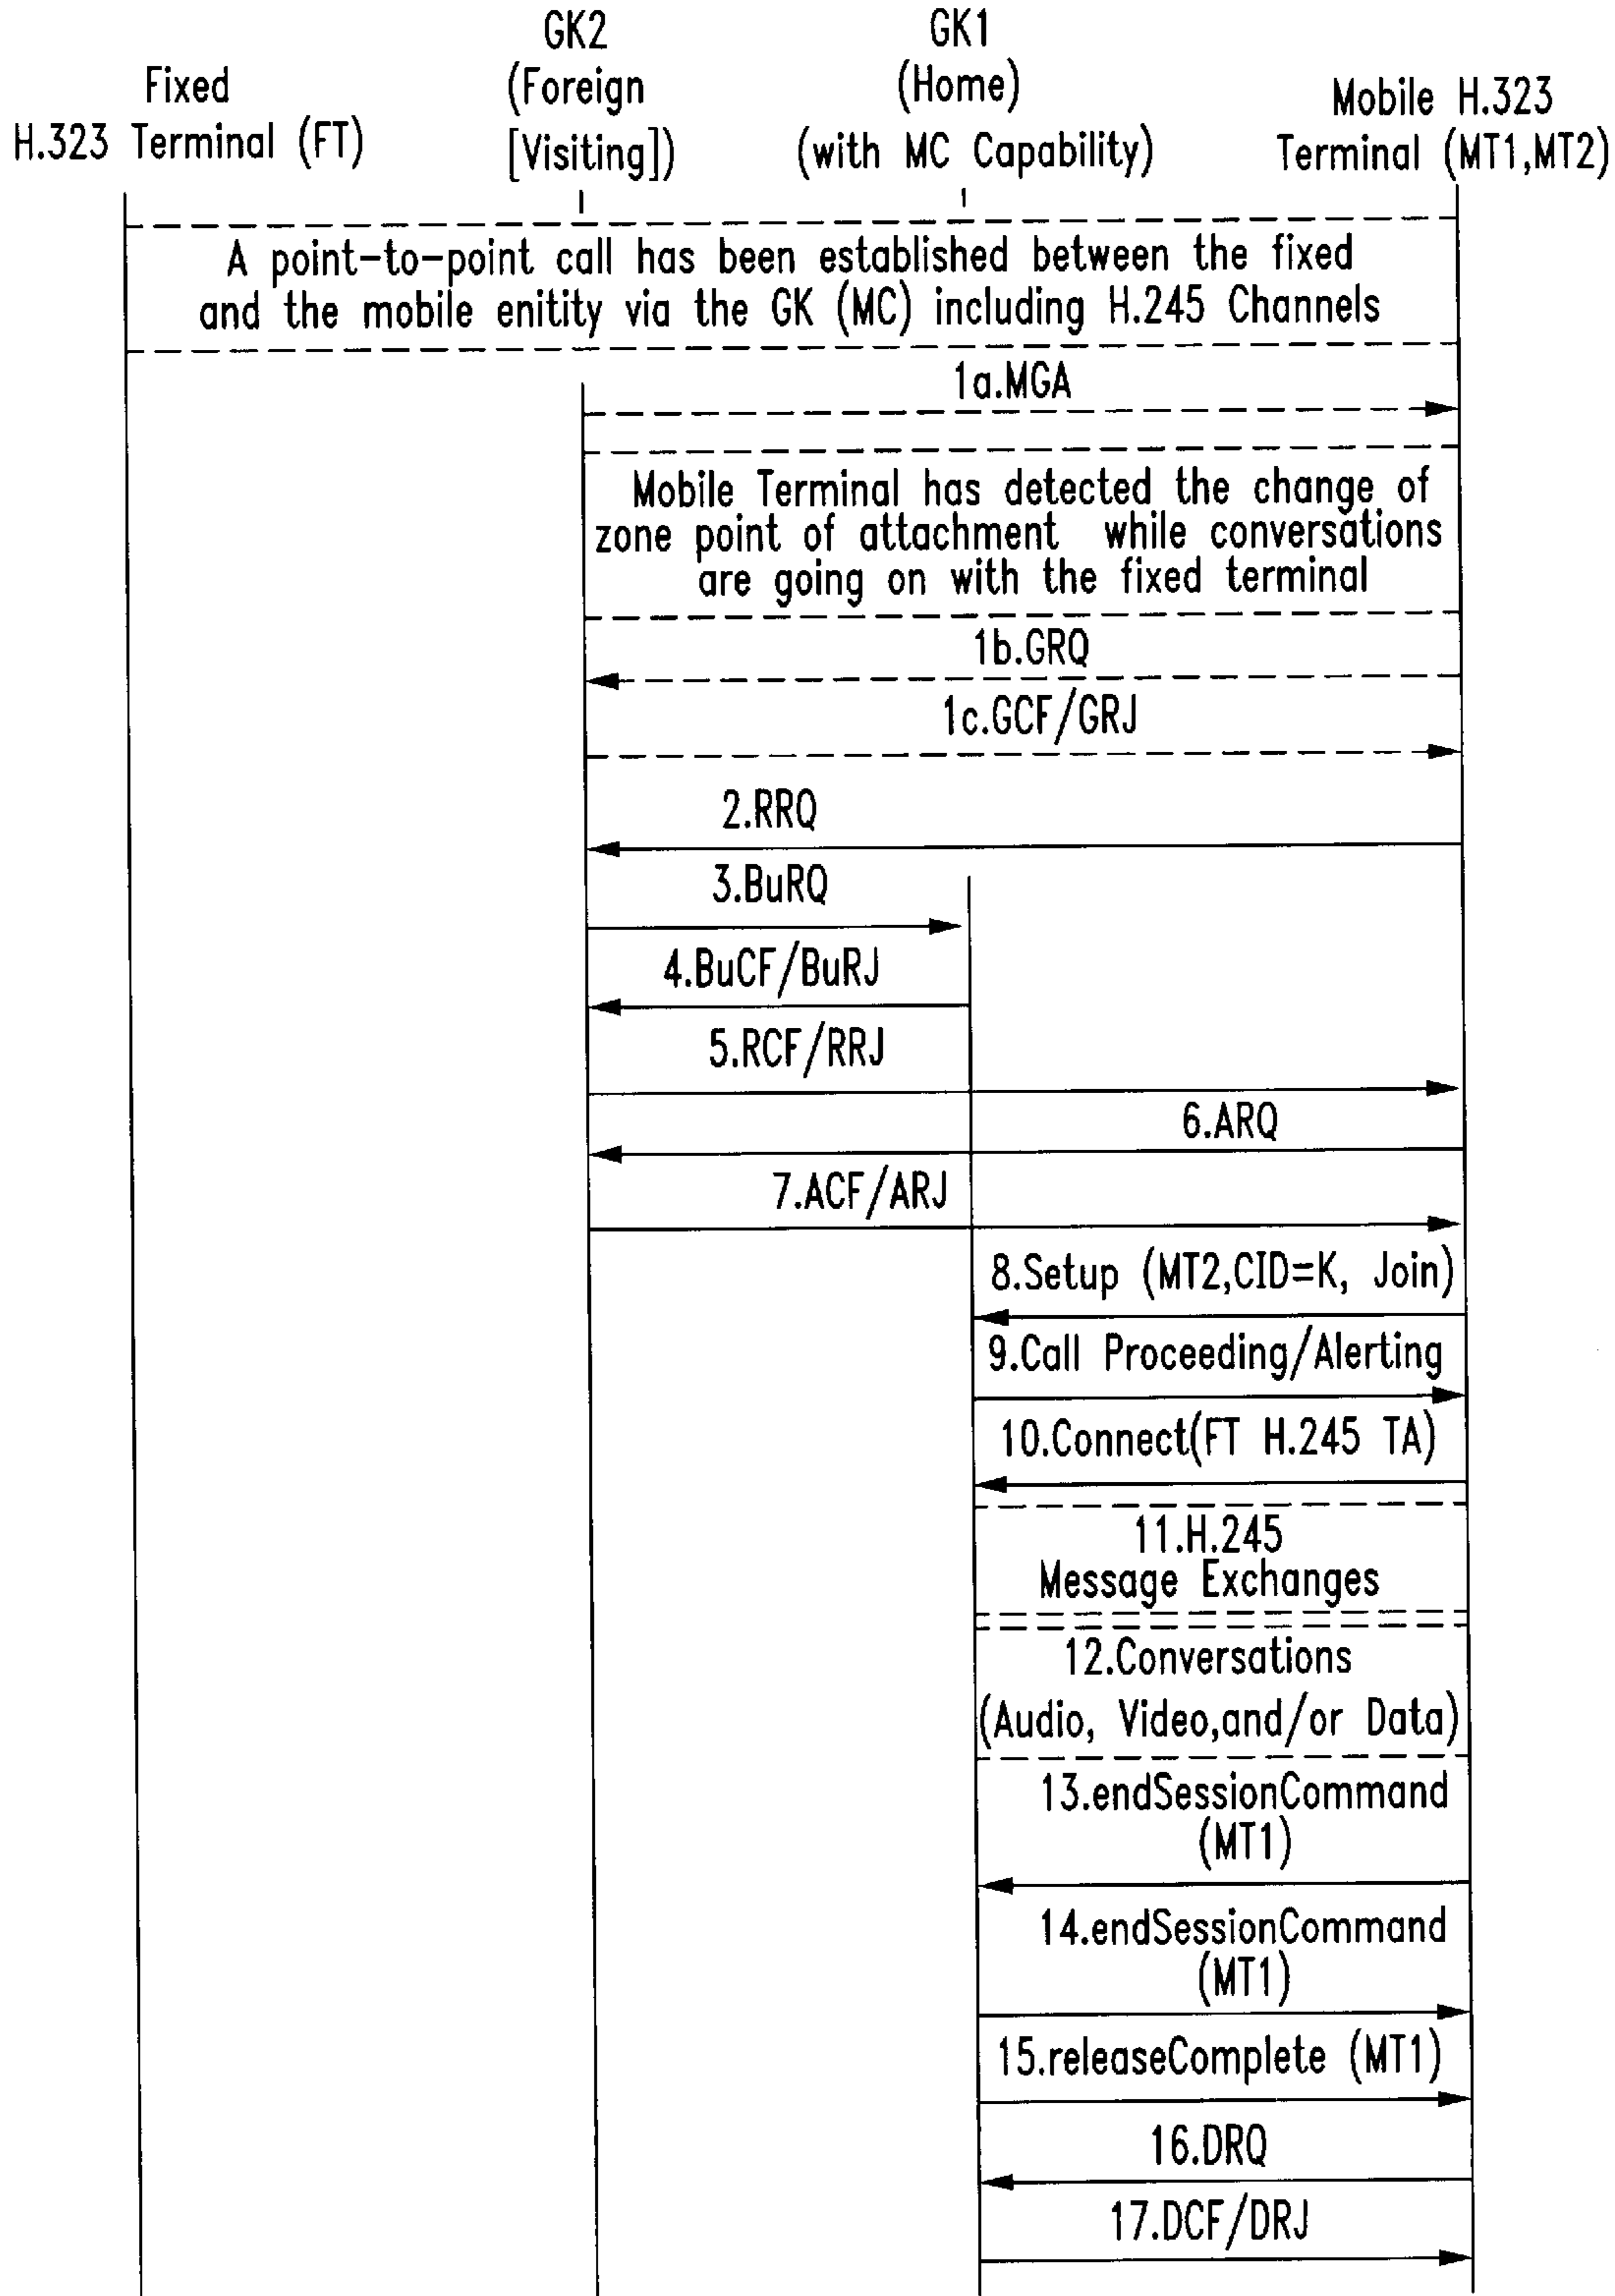 Fixed
H.323 Terminal (FT)
GK2
(Foreign
[Visiting])
GK1
(Home)
(with MC Capability)
Mobile H.323
Terminal (MT1,MT2)
A point-to-point call has been established between the fixed
and the mobile enitity via the GK (MC) including H.245 Channels
1a.MGA
Mobile Terminal has detected the change of
zone point of attachment while conversations
are going on with the fixed terminal
1b.GRQ
1c.GCF/GRJ
2.RRQ
3.BuRQ
4.BuCF/BuRJ
5.RCF/RRJ
6.ARQ
7.ACF/ARJ
8.Setup (MT2,CID=K, Join)
9.Call Proceeding/Alerting
10.Connect(FT H.245 TA)
11.H.245
Message Exchanges
12.Conversations
(Audio, Video,and/or Data)
13.endSessionCommand
(MT1)
14.endSessionCommand
(MT1)
15.releaseComplete (MT1)
16.DRQ
17.DCF/DRJ